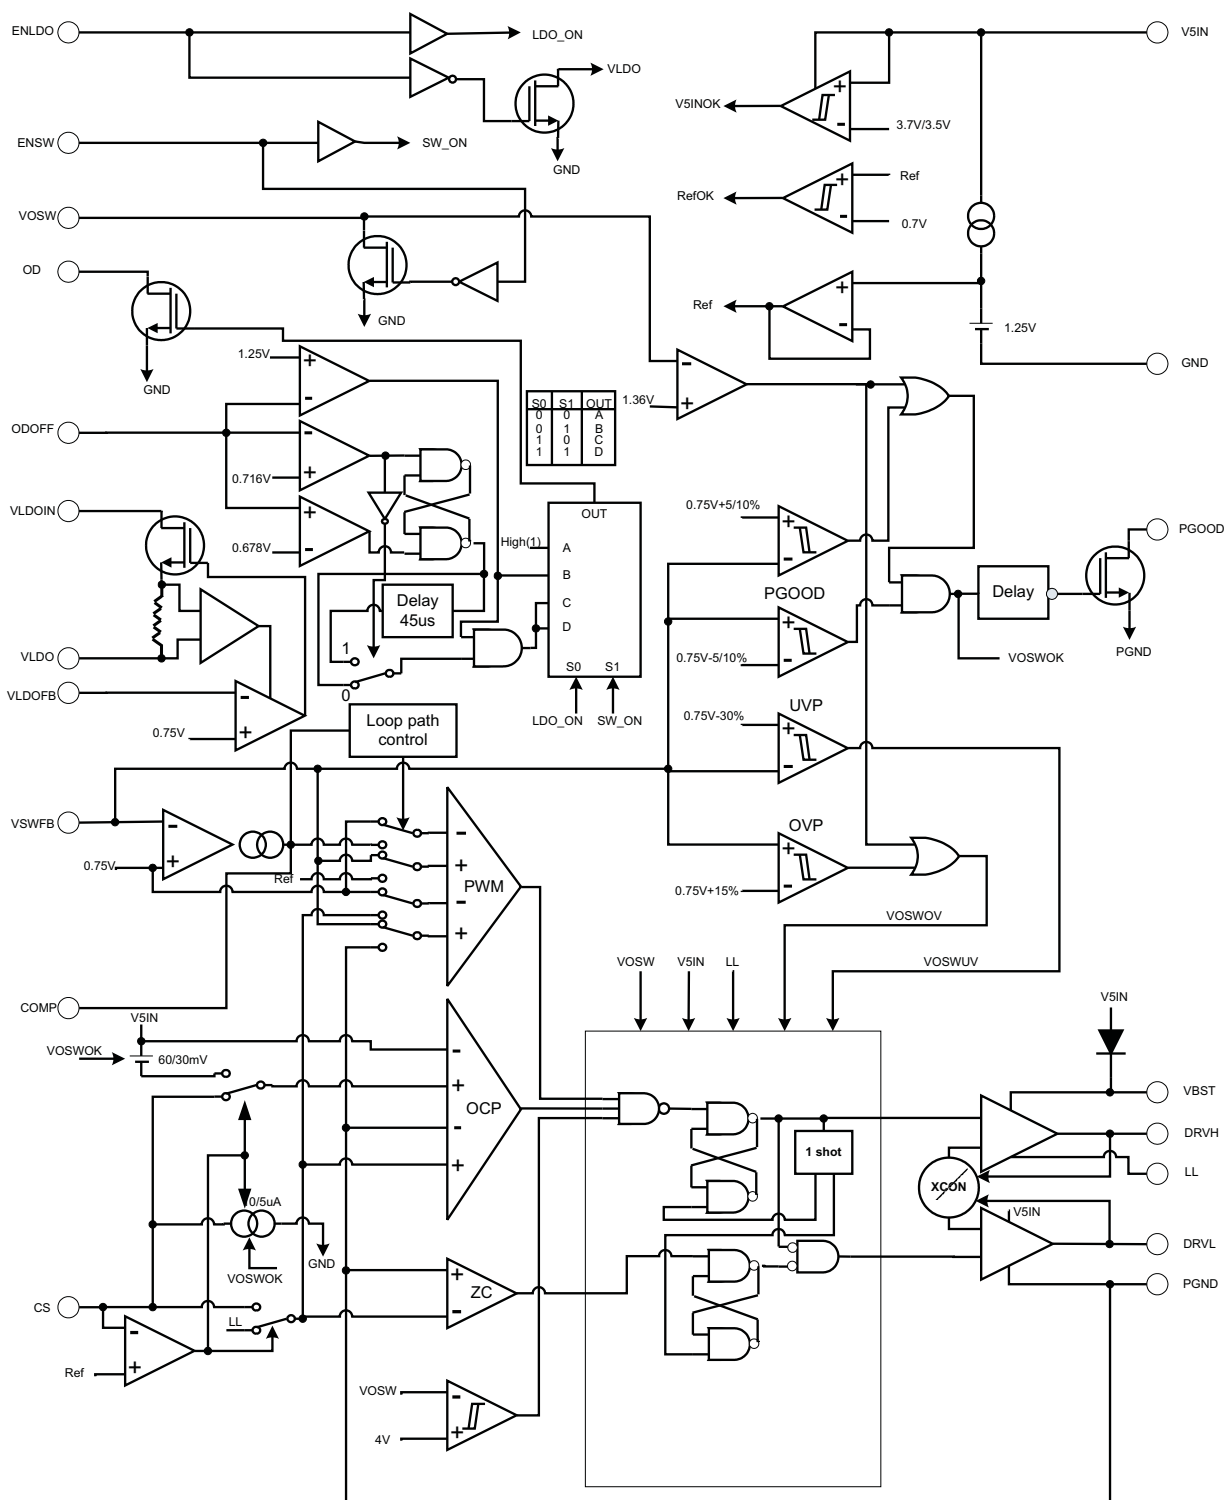 ENLDO
LDO_ON
V5IN
VLDO
V5INOK
+
-
3.7V/3.5V
ENSW
SW_ON
GND
Ref
RefOK
+
-
0.7V
VOSW
OD
GND
Ref
+
-
1.25V
GND
GND
1.25V
+
-
S0 S1 OUT
0 0 A
0 1 B
1 0 C
1 1 D
1.36V
-
+
ODOFF
-
+
0.716V
0.75V+5/10%
+
-
VLDOIN
OUT
PGOOD
+
-
0.678V
High(1)
A
B
C
D
S0 S1
Delay
45us
1
0
PGOOD
+
-
0.75V-5/10%
Delay
VOSWOK
PGND
VLDO
VLDOFB
-
+
0.75V
LDO_ON
SW_ON
Loop path
control
UVP
0.75V-30%
+
-
VSWFB
-
+
0.75V
Ref
-
+
-
+
PWM
OVP
+
-
0.75V+15%
VOSWOV
VOSW
V5IN
LL
VOSWUV
COMP
V5IN
VOSWOK
60/30mV
-
+
-
+
OCP
V5IN
VBST
DRVH
1 shot
LL
XCON
V5IN
0/5uA
GND
VOSWOK
DRVL
PGND
CS
LL
-
+
Ref
+
-
ZC
VOSW
-
+
4V